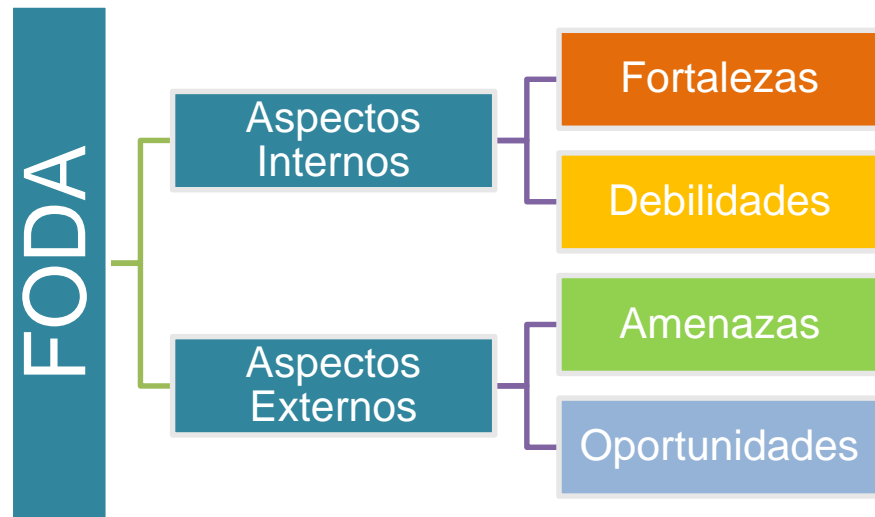 FODA
Aspectos
Internos
Fortalezas
Debilidades
Aspectos
Externos
Amenazas
Oportunidades